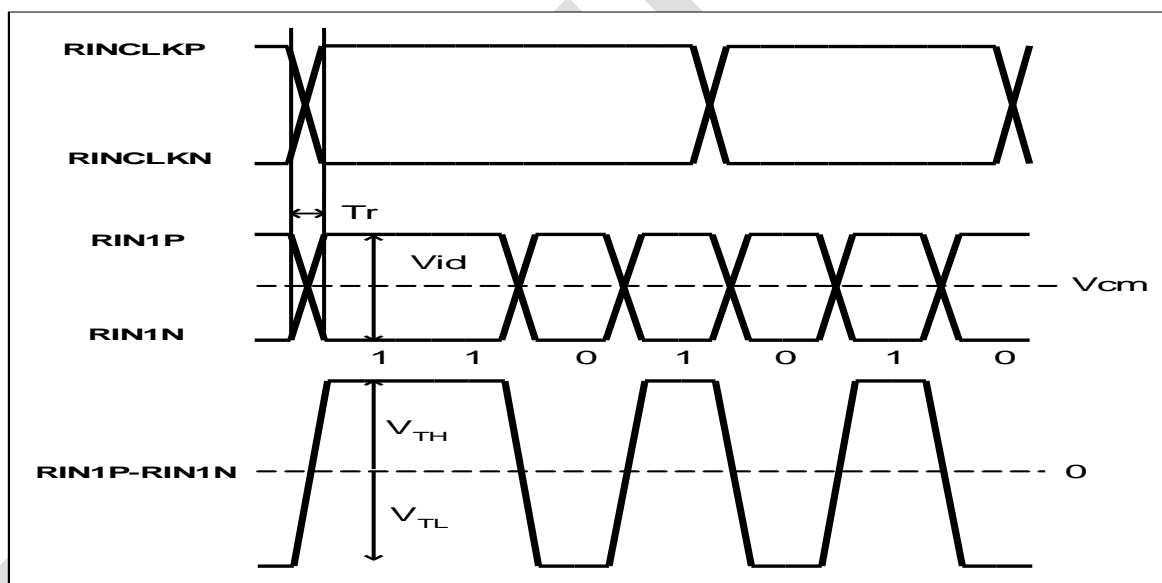 RINCLKP
RINCLKN
Tr
RIN1P
Vid
Vcm
RIN1N
1 1 0 1 0 1 0
VTH
RIN1P-RIN1N
0
VTL